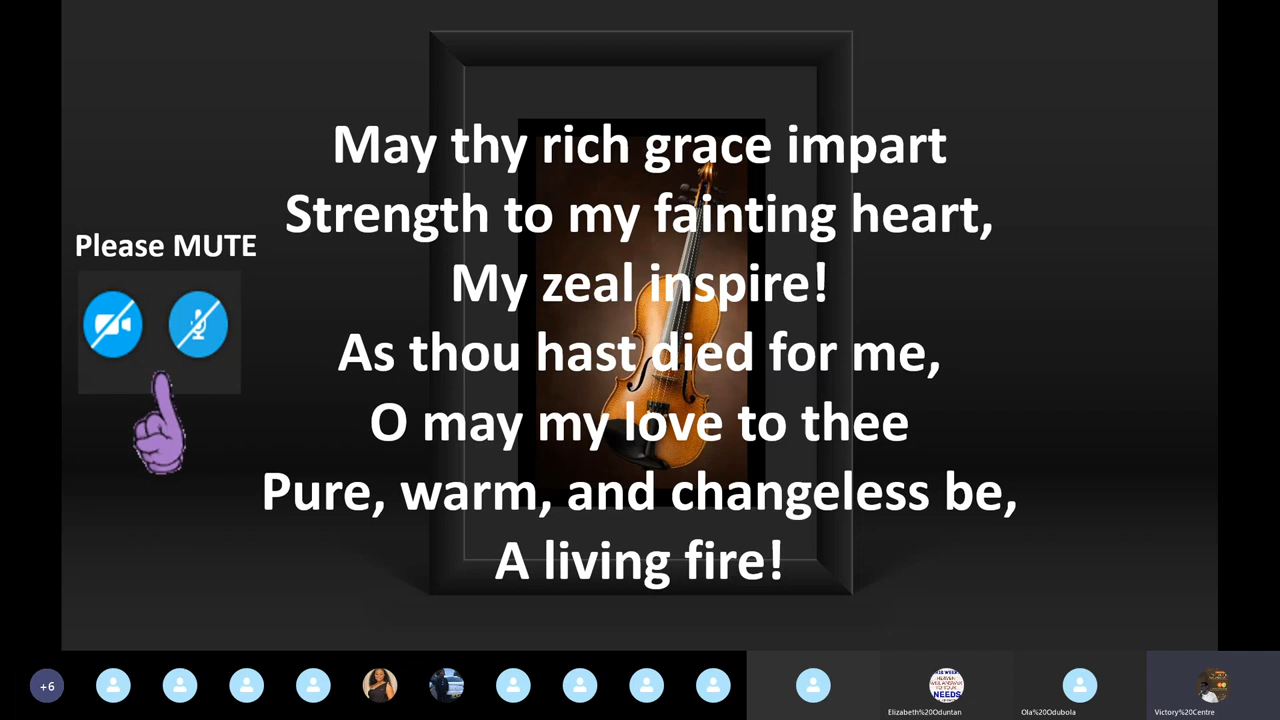 May thy rich grace impart
Strength to my fainting heart,
My zeal inspire!
As thou hast died for me,
O may my love to thee
Pure, warm, and changeless be,
A living fire!
Please MUTE
+6
HEAVEN
NEEDS
Elizabeth%20Oduntan
Ola%20Odubola
Victory%20Centre